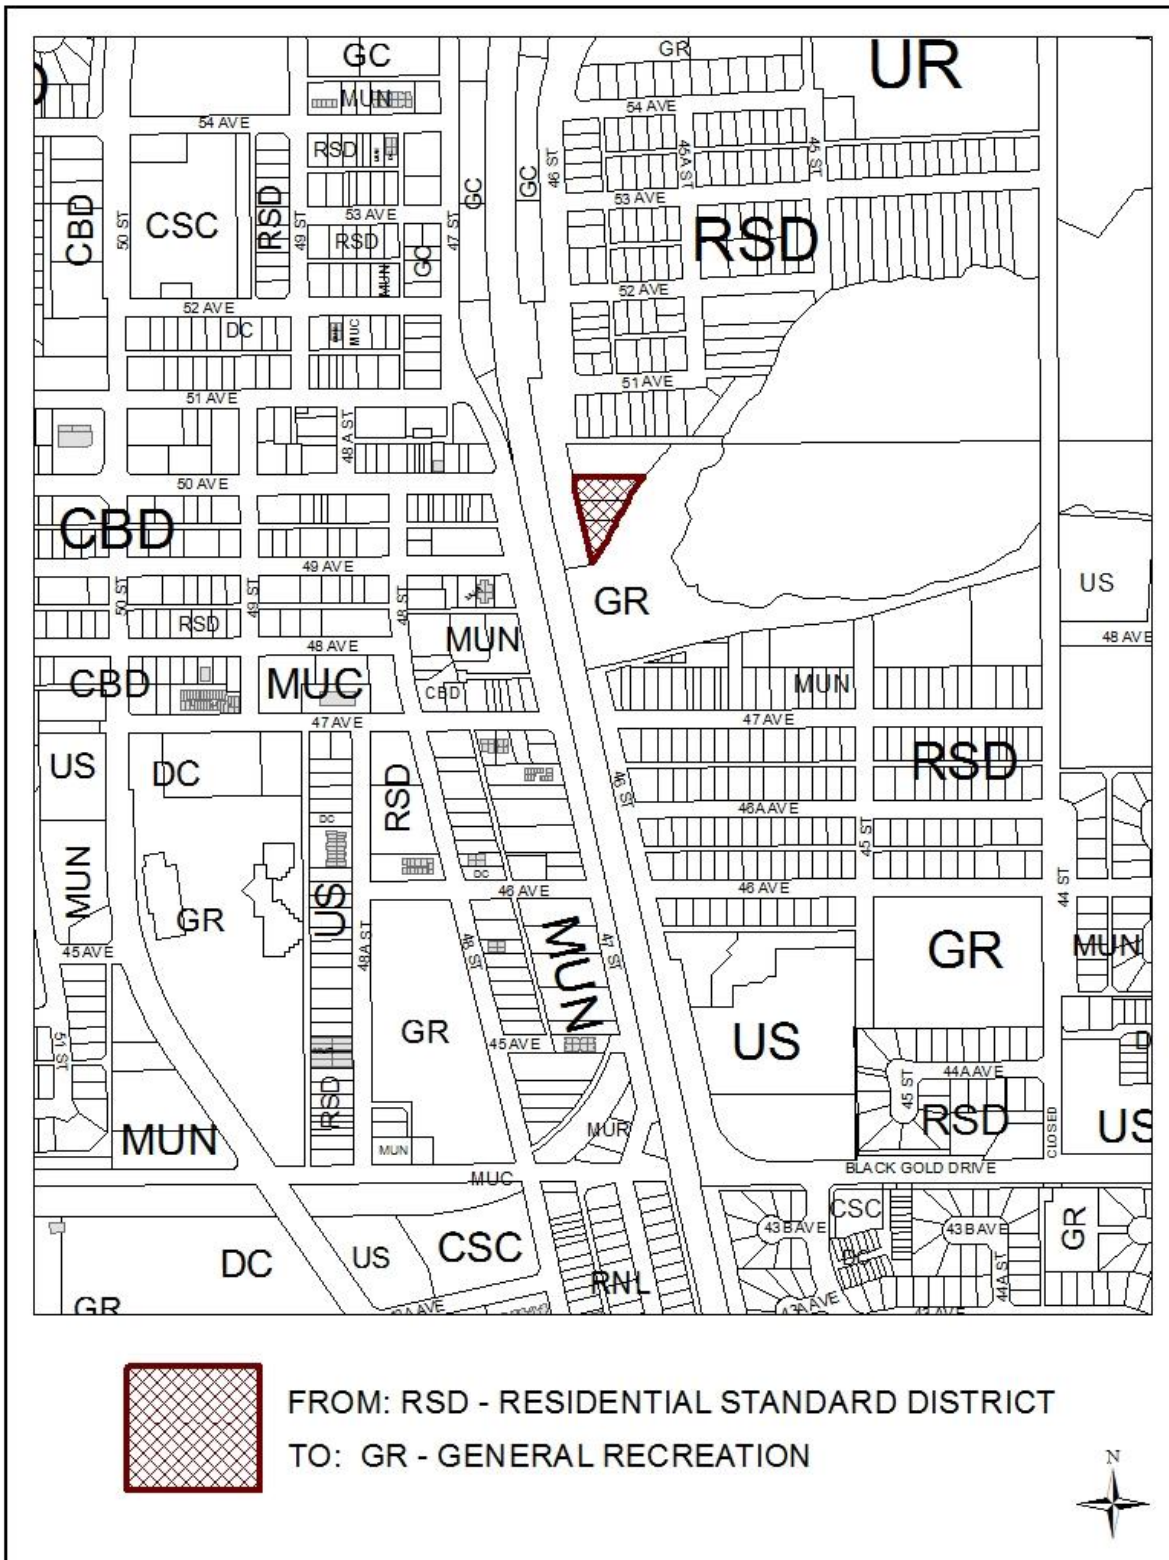 GC
GR
UR
MUN
54 AVE
54 AVE
RSD
45A ST
45 ST
46 ST
GC
GC
53 AVE
CBD
50 ST
CSC
RSD
49 ST
53 AVE
RSD
47 ST
RSD
MUN
GC
52 AVE
52 AVE
DC
MUC
51 AVE
51 AVE
48 A ST
50 AVE
CBD
49 AVE
GR
US
50 ST
49 ST
48 ST
RSD
48 AVE
MUN
48 AVE
CBD
MUC
CBD
MUN
47 AVE
47 AVE
US
DC
RSD
46 ST
RSD
DC
46A AVE
45 ST
DC
46 AVE
46 AVE
44 ST
MUN
GR
US
48A ST
48 ST
MUN
47 ST
GR
MUN
45 AVE
GR
45 AVE
US
51 ST
44A AVE
45 ST
RSD
RSD
CLOSED
US
MUN
MUN
MUR
BLACK GOLD DRIVE
MUC
CSC
43 B AVE
43 B AVE
GR
DC
US
CSC
DC
44A ST
RNL
GR
43A AVE
43 AVE
FROM: RSD - RESIDENTIAL STANDARD DISTRICT
TO: GR - GENERAL RECREATION
N